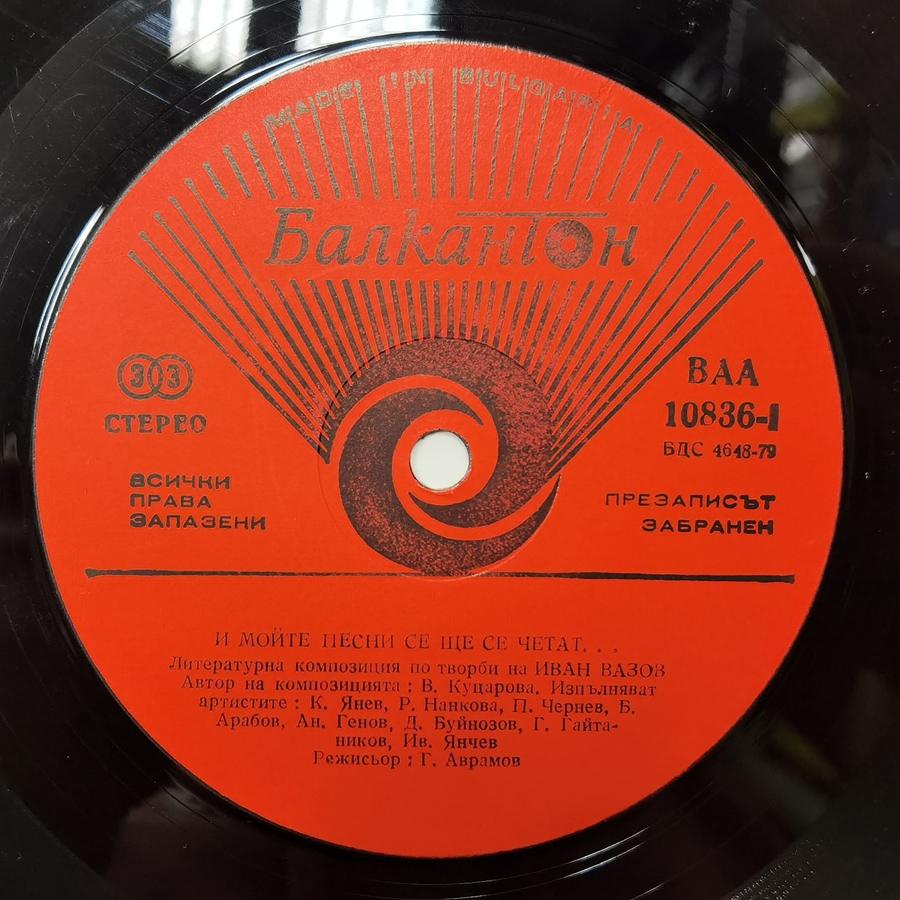 MADE IN BULGARIA
Балкантон
33
СТЕРЕО
ВАА
10836-I
БДС 4648-79
ВСИЧКИ
ПРАВА
ЗАПАЗЕНИ
ПРЕЗАПИСЪТ
ЗАБРАНЕН
И МОЙТЕ ПЕСНИ СЕ ЩЕ СЕ ЧЕТАТ. . .
Литературна композиция по творби на ИВАН ВАЗОВ
Автор на композицията : В. Куцарова. Изпълняват
артистите : К. Янев, Р. Нанкова, П. Чернев, Б.
Арабов, Ан. Генов, Д. Буйнозов, Г. Гайта-
ников, Ив. Янчев
Режисьор : Г. Аврамов